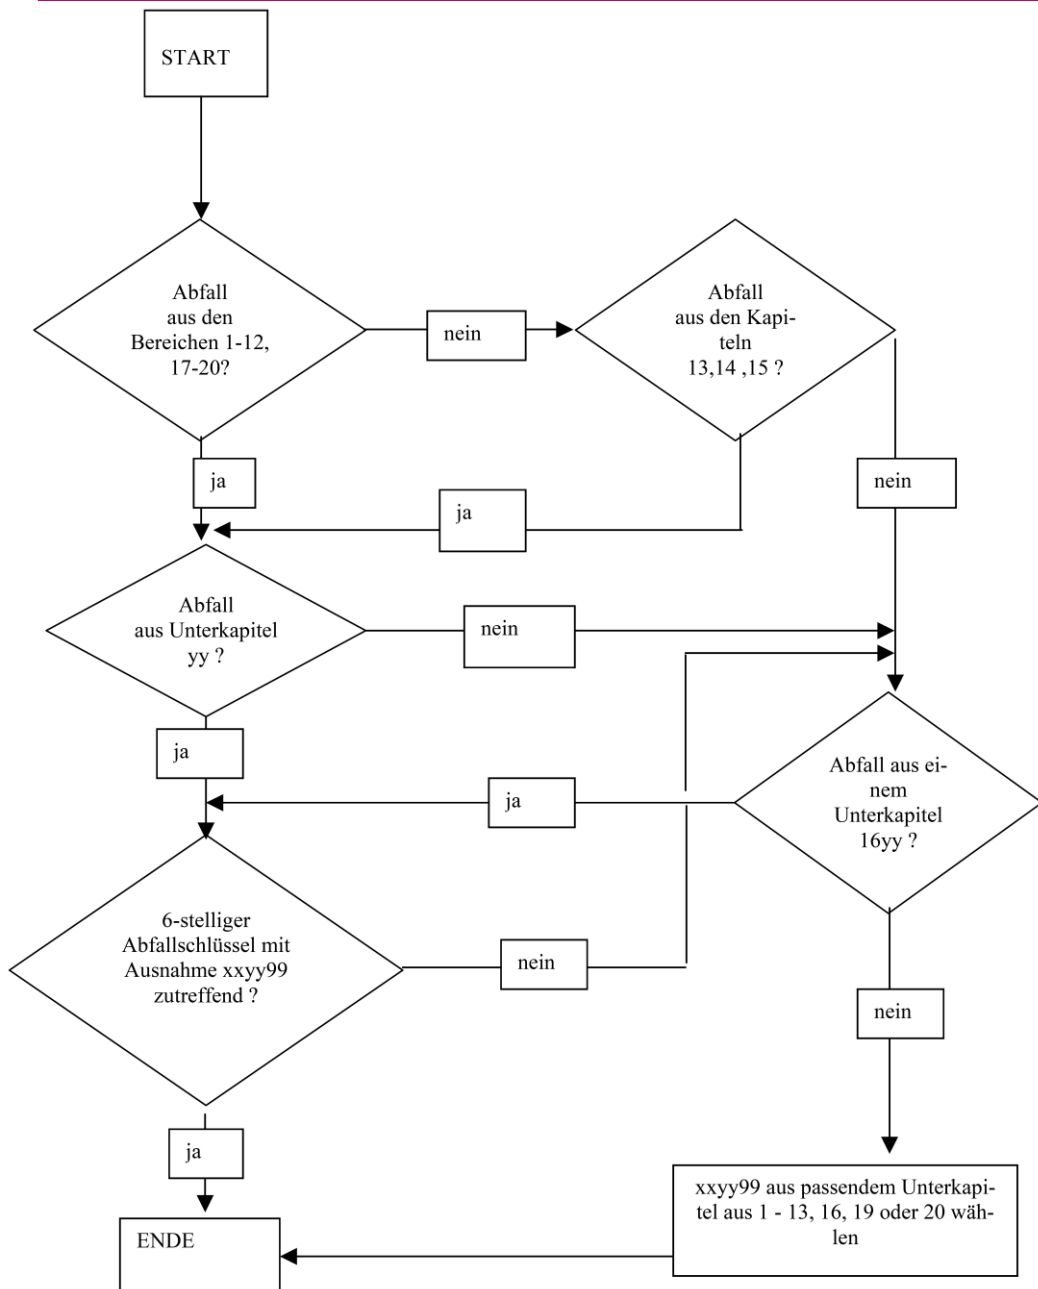 START
Abfall
aus den
Bereichen 1-12,
17-20?
nein
Abfall
aus den Kapi-
teln
13,14 ,15 ?
ja
ja
nein
Abfall
aus Unterkapitel
yy ?
nein
ja
ja
Abfall aus ei-
nem
Unterkapitel
16yy ?
6-stelliger
Abfallschlüssel mit
Ausnahme xxyy99
zutreffend ?
nein
nein
ja
xxyy99 aus passendem Unterkapi-
tel aus 1 - 13, 16, 19 oder 20 wäh-
len
ENDE